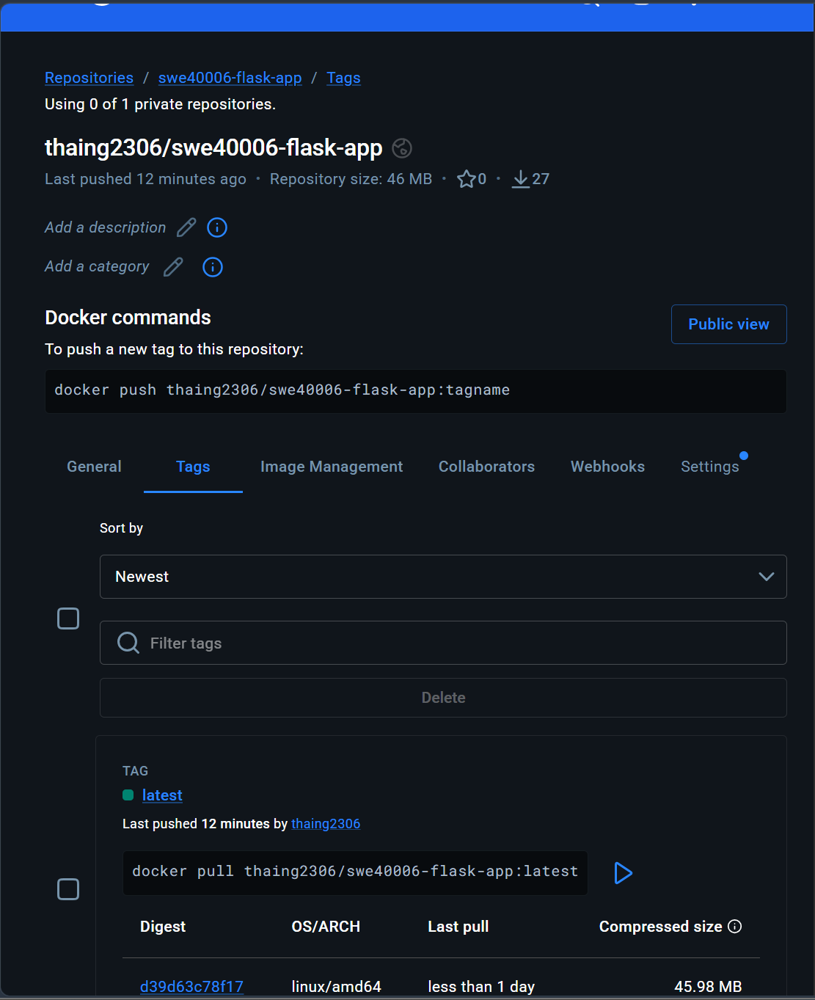 Repositories / swe40006-flask-app / Tags
Using 0 of 1 private repositories.
thaing2306/swe40006-flask-app
Last pushed 12 minutes ago • Repository size: 46 MB • 0 • 27
Add a description
Add a category
Docker commands
Public view
To push a new tag to this repository:
docker push thaing2306/swe40006-flask-app:tagname
General Tags Image Management Collaborators Webhooks Settings
Sort by
Newest
Filter tags
Delete
TAG
latest
Last pushed 12 minutes by thaing2306
docker pull thaing2306/swe40006-flask-app:latest
Digest OS/ARCH Last pull Compressed size
d39d63c78f17 linux/amd64 less than 1 day 45.98 MB